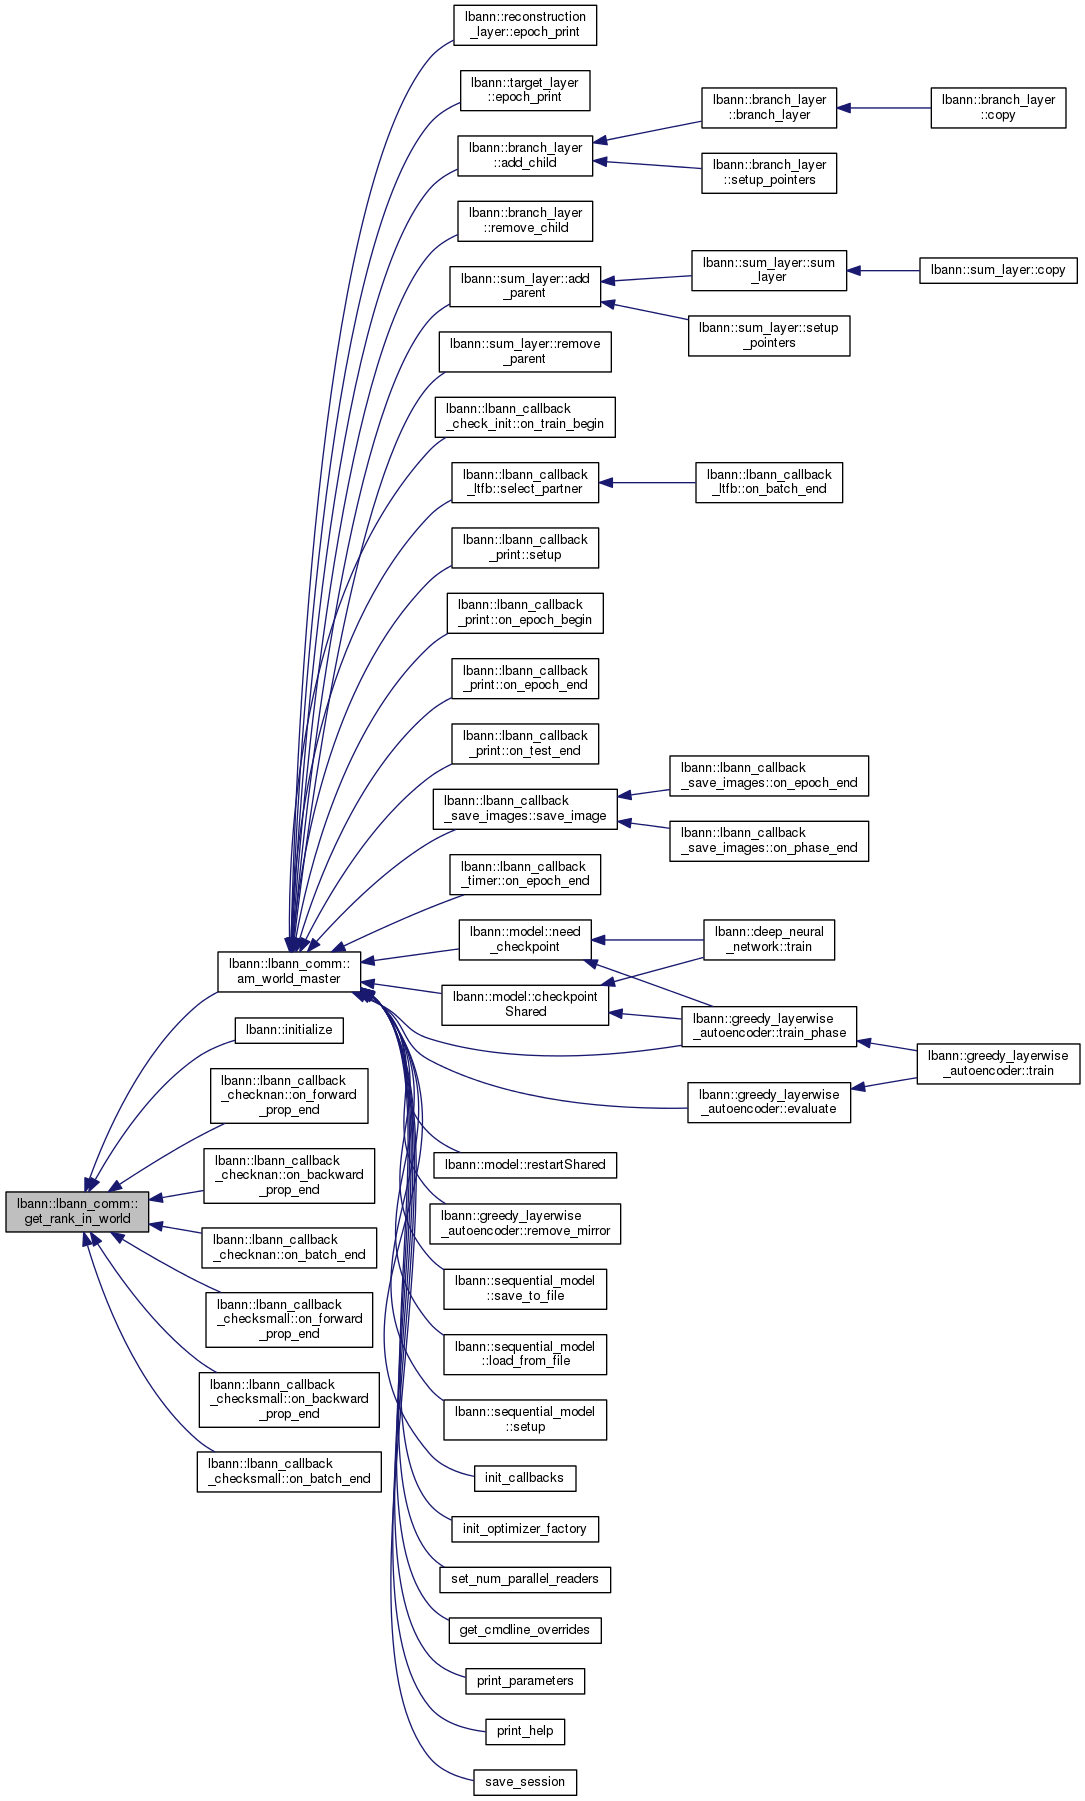 lbann::reconstruction
_layer::epoch_print
lbann::target_layer
::epoch_print
lbann::branch_layer
::add_child
lbann::branch_layer
::branch_layer
lbann::branch_layer
::copy
lbann::branch_layer
::setup_pointers
lbann::branch_layer
::remove_child
lbann::sum_layer::add
_parent
lbann::sum_layer::sum
_layer
lbann::sum_layer::copy
lbann::sum_layer::setup
_pointers
lbann::sum_layer::remove
_parent
lbann::lbann_callback
_check_init::on_train_begin
lbann::lbann_callback
_ltfb::select_partner
lbann::lbann_callback
_ltfb::on_batch_end
lbann::lbann_callback
_print::setup
lbann::lbann_callback
_print::on_epoch_begin
lbann::lbann_callback
_print::on_epoch_end
lbann::lbann_callback
_print::on_test_end
lbann::lbann_callback
_save_images::save_image
lbann::lbann_callback
_save_images::on_epoch_end
lbann::lbann_callback
_save_images::on_phase_end
lbann::lbann_callback
_timer::on_epoch_end
lbann::model::need
_checkpoint
lbann::deep_neural
_network::train
lbann::lbann_comm::
am_world_master
lbann::model::checkpoint
Shared
lbann::greedy_layerwise
_autoencoder::train_phase
lbann::greedy_layerwise
_autoencoder::train
lbann::greedy_layerwise
_autoencoder::evaluate
lbann::initialize
lbann::lbann_callback
_checknan::on_forward
_prop_end
lbann::lbann_callback
_checknan::on_backward
_prop_end
lbann::lbann_comm::
get_rank_in_world
lbann::lbann_callback
_checknan::on_batch_end
lbann::lbann_callback
_checksmall::on_forward
_prop_end
lbann::lbann_callback
_checksmall::on_backward
_prop_end
lbann::lbann_callback
_checksmall::on_batch_end
lbann::model::restartShared
lbann::greedy_layerwise
_autoencoder::remove_mirror
lbann::sequential_model
::save_to_file
lbann::sequential_model
::load_from_file
lbann::sequential_model
::setup
init_callbacks
init_optimizer_factory
set_num_parallel_readers
get_cmdline_overrides
print_parameters
print_help
save_session